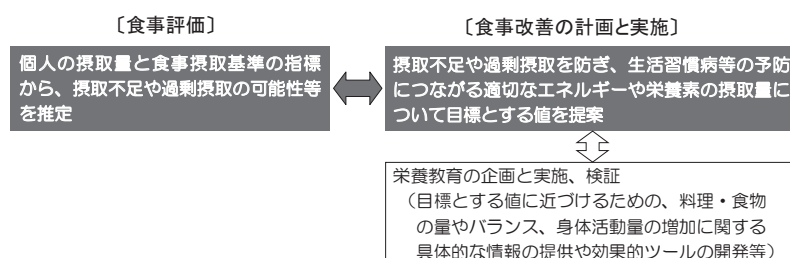 〔食事評価〕
個人の摂取量と食事摂取基準の指標
から、摂取不足や過剰摂取の可能性等
を推定
〔食事改善の計画と実施〕
摂取不足や過剰摂取を防ぎ、生活習慣病等の予防
につながる適切なエネルギーや栄養素の摂取量に
ついて目標とする値を提案
栄養教育の企画と実施、検証
（目標とする値に近づけるための、料理・食物
の量やバランス、身体活動量の増加に関する
具体的な情報の提供や効果的ツールの開発等）